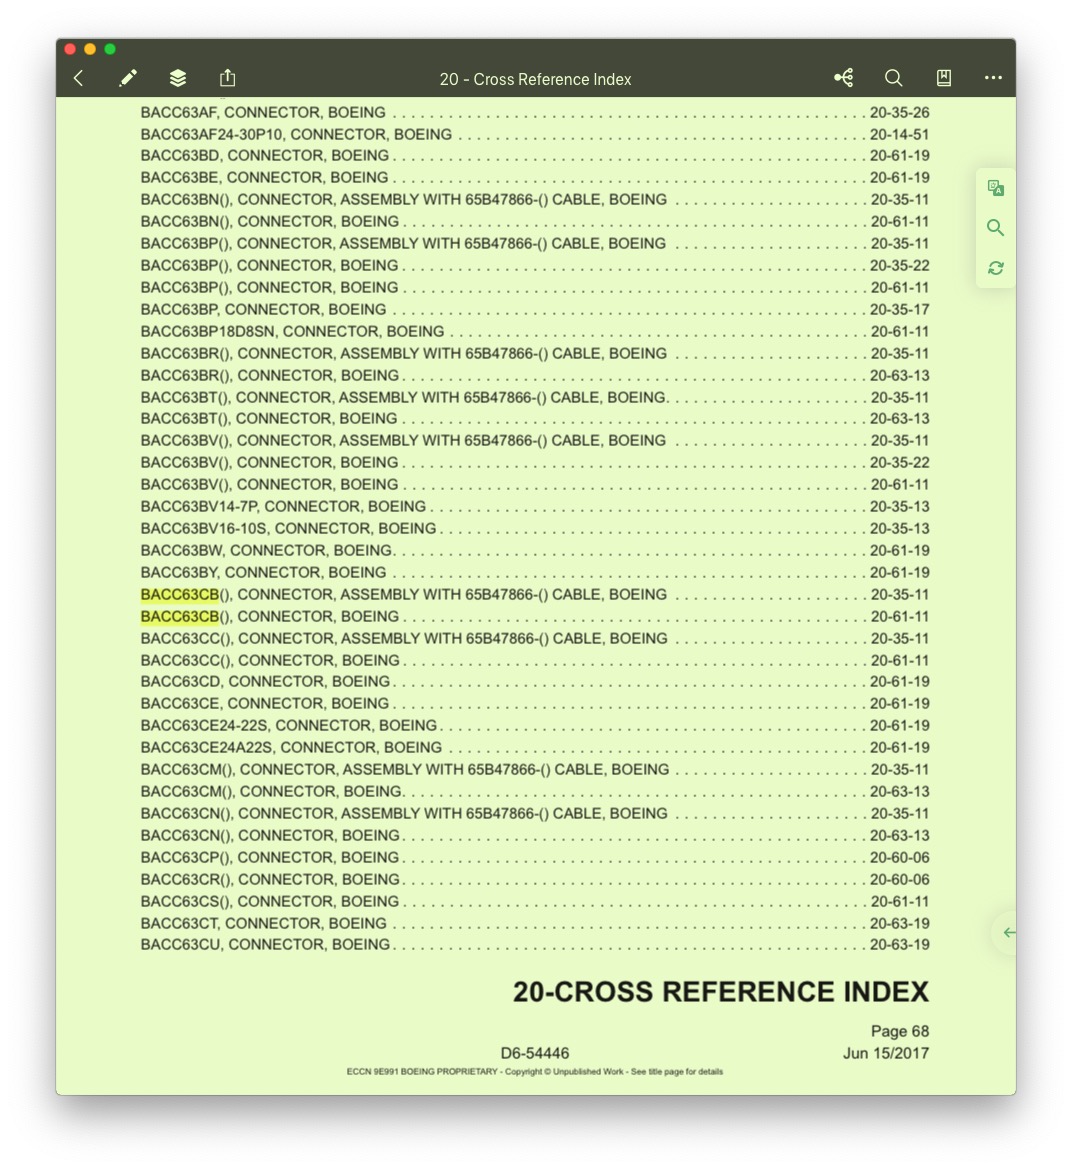 20 - Cross Reference Index
BACC63AF, CONNECTOR, BOEING . . . . . . . . . . . . . . . . . . . . 20-35-26
BACC63AF24-30P10, CONNECTOR, BOEING . . . . . . . . . . . . . . . . . . . . 20-14-51
BACC63BD, CONNECTOR, BOEING . . . . . . . . . . . . . . . . . . . . 20-61-19
BACC63BE, CONNECTOR, BOEING . . . . . . . . . . . . . . . . . . . . 20-61-19
BACC63BN(), CONNECTOR, ASSEMBLY WITH 65B47866-() CABLE, BOEING . . . . . . . . . . . . . . . . . . . . 20-35-11
BACC63BN(), CONNECTOR, BOEING . . . . . . . . . . . . . . . . . . . . 20-61-11
BACC63BP(), CONNECTOR, ASSEMBLY WITH 65B47866-() CABLE, BOEING . . . . . . . . . . . . . . . . . . . . 20-35-11
BACC63BP(), CONNECTOR, BOEING . . . . . . . . . . . . . . . . . . . . 20-35-22
BACC63BP(), CONNECTOR, BOEING . . . . . . . . . . . . . . . . . . . . 20-61-11
BACC63BP, CONNECTOR, BOEING . . . . . . . . . . . . . . . . . . . . 20-35-17
BACC63BP18D8SN, CONNECTOR, BOEING . . . . . . . . . . . . . . . . . . . . 20-61-11
BACC63BR(), CONNECTOR, ASSEMBLY WITH 65B47866-() CABLE, BOEING . . . . . . . . . . . . . . . . . . . . 20-35-11
BACC63BR(), CONNECTOR, BOEING . . . . . . . . . . . . . . . . . . . . 20-63-13
BACC63BT(), CONNECTOR, ASSEMBLY WITH 65B47866-() CABLE, BOEING . . . . . . . . . . . . . . . . . . . . 20-35-11
BACC63BT(), CONNECTOR, BOEING . . . . . . . . . . . . . . . . . . . . 20-63-13
BACC63BV(), CONNECTOR, ASSEMBLY WITH 65B47866-() CABLE, BOEING . . . . . . . . . . . . . . . . . . . . 20-35-11
BACC63BV(), CONNECTOR, BOEING . . . . . . . . . . . . . . . . . . . . 20-35-22
BACC63BV(), CONNECTOR, BOEING . . . . . . . . . . . . . . . . . . . . 20-61-11
BACC63BV14-7P, CONNECTOR, BOEING . . . . . . . . . . . . . . . . . . . . 20-35-13
BACC63BV16-10S, CONNECTOR, BOEING . . . . . . . . . . . . . . . . . . . . 20-35-13
BACC63BW, CONNECTOR, BOEING . . . . . . . . . . . . . . . . . . . . 20-61-19
BACC63BY, CONNECTOR, BOEING . . . . . . . . . . . . . . . . . . . . 20-61-19
BACC63CB(), CONNECTOR, ASSEMBLY WITH 65B47866-() CABLE, BOEING . . . . . . . . . . . . . . . . . . . . 20-35-11
BACC63CB(), CONNECTOR, BOEING . . . . . . . . . . . . . . . . . . . . 20-61-11
BACC63CC(), CONNECTOR, ASSEMBLY WITH 65B47866-() CABLE, BOEING . . . . . . . . . . . . . . . . . . . . 20-35-11
BACC63CC(), CONNECTOR, BOEING . . . . . . . . . . . . . . . . . . . . 20-61-11
BACC63CD, CONNECTOR, BOEING . . . . . . . . . . . . . . . . . . . . 20-61-19
BACC63CE, CONNECTOR, BOEING . . . . . . . . . . . . . . . . . . . . 20-61-19
BACC63CE24-22S, CONNECTOR, BOEING . . . . . . . . . . . . . . . . . . . . 20-61-19
BACC63CE24A22S, CONNECTOR, BOEING . . . . . . . . . . . . . . . . . . . . 20-61-19
BACC63CM(), CONNECTOR, ASSEMBLY WITH 65B47866-() CABLE, BOEING . . . . . . . . . . . . . . . . . . . . 20-35-11
BACC63CM(), CONNECTOR, BOEING . . . . . . . . . . . . . . . . . . . . 20-63-13
BACC63CN(), CONNECTOR, ASSEMBLY WITH 65B47866-() CABLE, BOEING . . . . . . . . . . . . . . . . . . . . 20-35-11
BACC63CN(), CONNECTOR, BOEING . . . . . . . . . . . . . . . . . . . . 20-63-13
BACC63CP(), CONNECTOR, BOEING . . . . . . . . . . . . . . . . . . . . 20-60-06
BACC63CR(), CONNECTOR, BOEING . . . . . . . . . . . . . . . . . . . . 20-60-06
BACC63CS(), CONNECTOR, BOEING . . . . . . . . . . . . . . . . . . . . 20-61-11
BACC63CT, CONNECTOR, BOEING . . . . . . . . . . . . . . . . . . . . 20-63-19
BACC63CU, CONNECTOR, BOEING . . . . . . . . . . . . . . . . . . . . 20-63-19
20-CROSS REFERENCE INDEX
Page 68
D6-54446 Jun 15/2017
ECCN 9E991 BOEING PROPRIETARY - Copyright © Unpublished Work - See title page for details